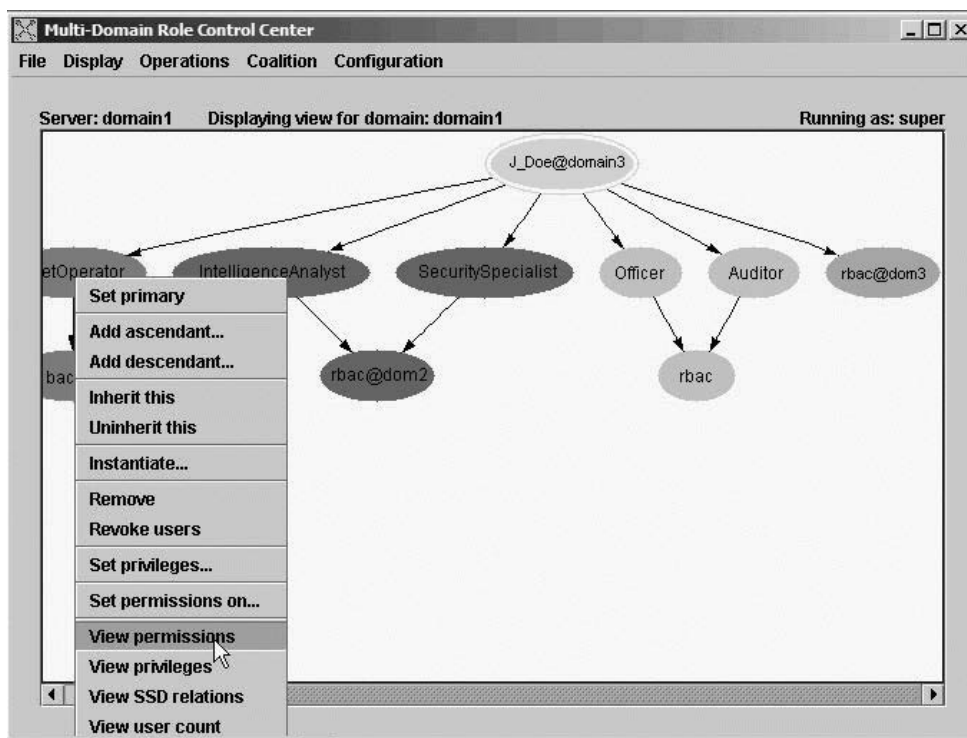 Multi-Domain Role Control Center
File Display Operations Coalition Configuration
Server: domain1 Displaying view for domain: domain1 Running as: super
J_Doe@domain3
etOperator IntelligenceAnalyst SecuritySpecialist Officer Auditor rbac@dom3
bac rbac@dom2 rbac
Set primary
Add ascendant...
Add descendant...
Inherit this
Uninherit this
Instantiate...
Remove
Revoke users
Set privileges...
Set permissions on...
View permissions
View privileges
View SSD relations
View user count